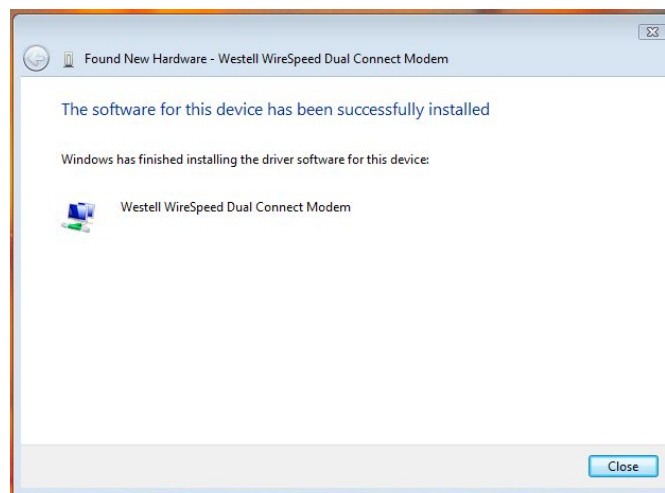 Found New Hardware - Westell WireSpeed Dual Connect Modem
The software for this device has been successfully installed
Windows has finished installing the driver software for this device:
Westell WireSpeed Dual Connect Modem
Close